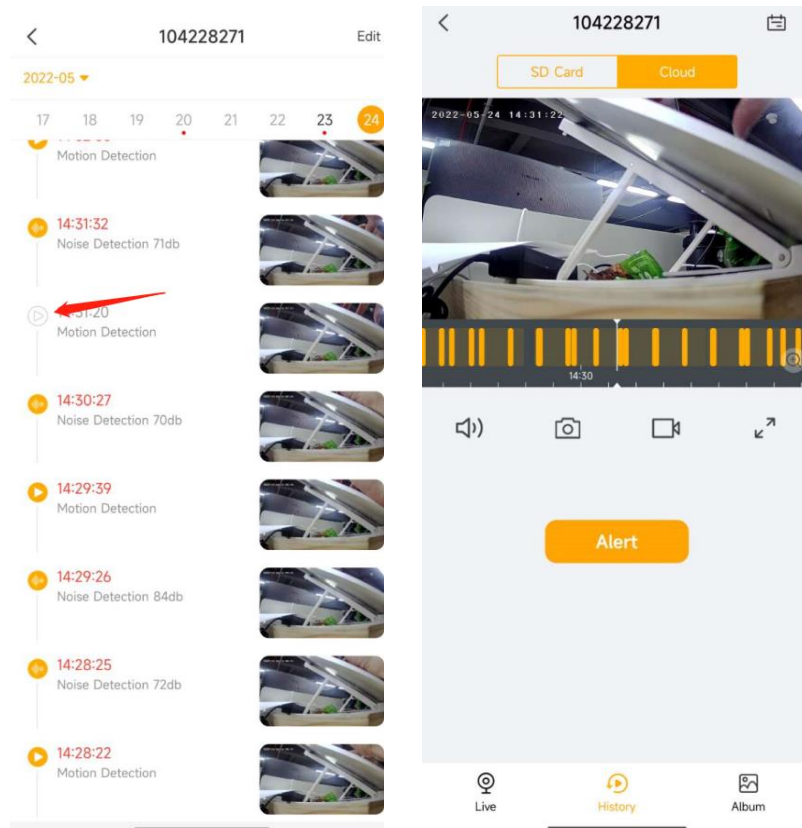 104228271
Edit
2022-05
17 18 19 20 21 22 23 24
Motion Detection
14:31:32
Noise Detection 71db
14:31:20
Motion Detection
14:30:27
Noise Detection 70db
14:29:39
Motion Detection
14:29:26
Noise Detection 84db
14:28:25
Noise Detection 72db
14:28:22
Motion Detection
104228271
SD Card
Cloud
2022-05-24 14:31:22
14:30
Alert
Live
History
Album